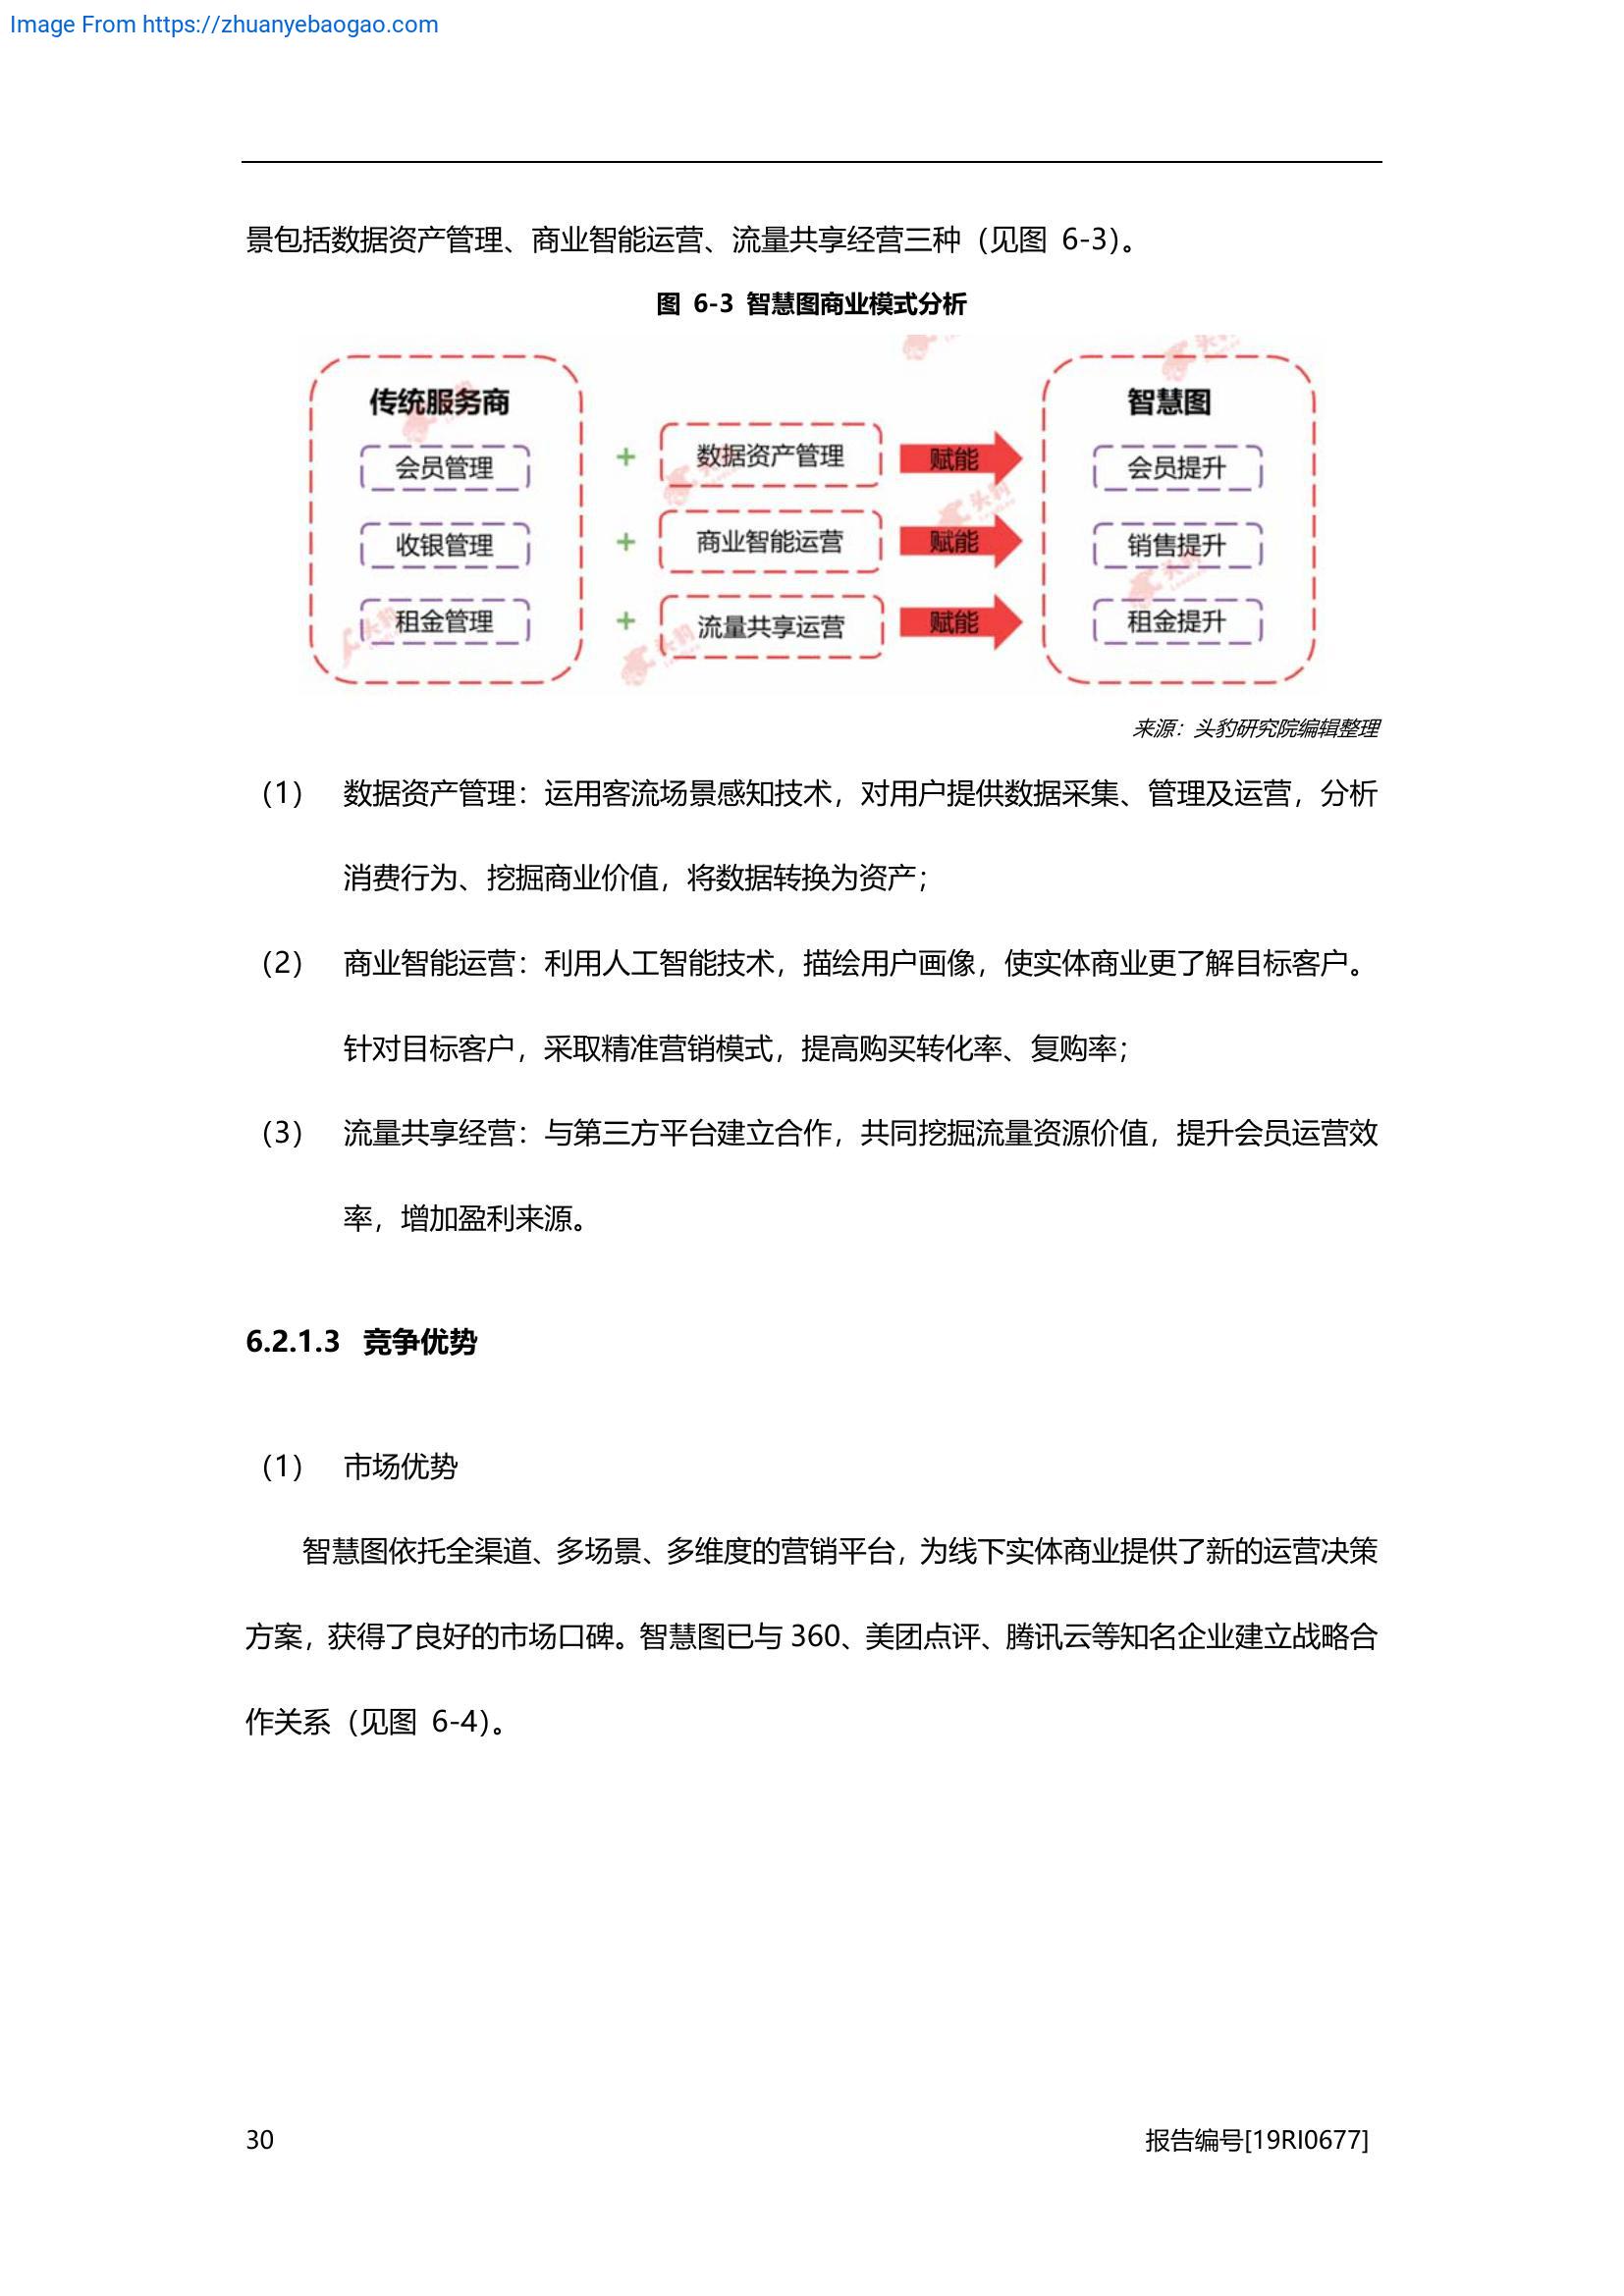 Image From https://zhuanyebaogao.com
景包括数据资产管理、商业智能运营、流量共享经营三种（见图 6-3）。
图 6-3 智慧图商业模式分析
传统服务商
会员管理
收银管理
租金管理
+ 数据资产管理 赋能
+ 商业智能运营 赋能
+ 流量共享运营 赋能
智慧图
会员提升
销售提升
租金提升
来源：头豹研究院编辑整理
（1） 数据资产管理：运用客流场景感知技术，对用户提供数据采集、管理及运营，分析
消费行为、挖掘商业价值，将数据转换为资产；
（2） 商业智能运营：利用人工智能技术，描绘用户画像，使实体商业更了解目标客户。
针对目标客户，采取精准营销模式，提高购买转化率、复购率；
（3） 流量共享经营：与第三方平台建立合作，共同挖掘流量资源价值，提升会员运营效
率，增加盈利来源。
6.2.1.3 竞争优势
（1） 市场优势
智慧图依托全渠道、多场景、多维度的营销平台，为线下实体商业提供了新的运营决策
方案，获得了良好的市场口碑。智慧图已与 360、美团点评、腾讯云等知名企业建立战略合
作关系（见图 6-4）。
30
报告编号[19RI0677]